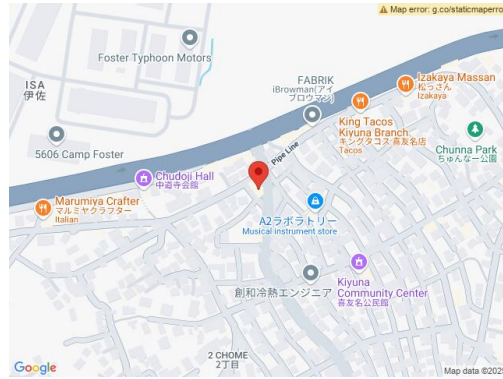 Map error: g.co/staticmaperro
Foster Typhoon Motors
ISA
伊佐
FABRIK
iBrowman(アイ
ブロウマン)
Izakaya Massan
松っさん
Izakaya
5606 Camp Foster
King Tacos
Kiyuna Branch
キングタコス・喜友名店
Tacos
Pipe Line
Chunna Park
ちゅんなー公園
Chudoji Hall
中道寺会館
Marumiya Crafter
マルミヤクラフター
Italian
A2ラボラトリー
Musical instrument store
創和冷熱エンジニア
Kiyuna
Community Center
喜友名公民館
2 CHOME
2丁目
Google
Map data ©202